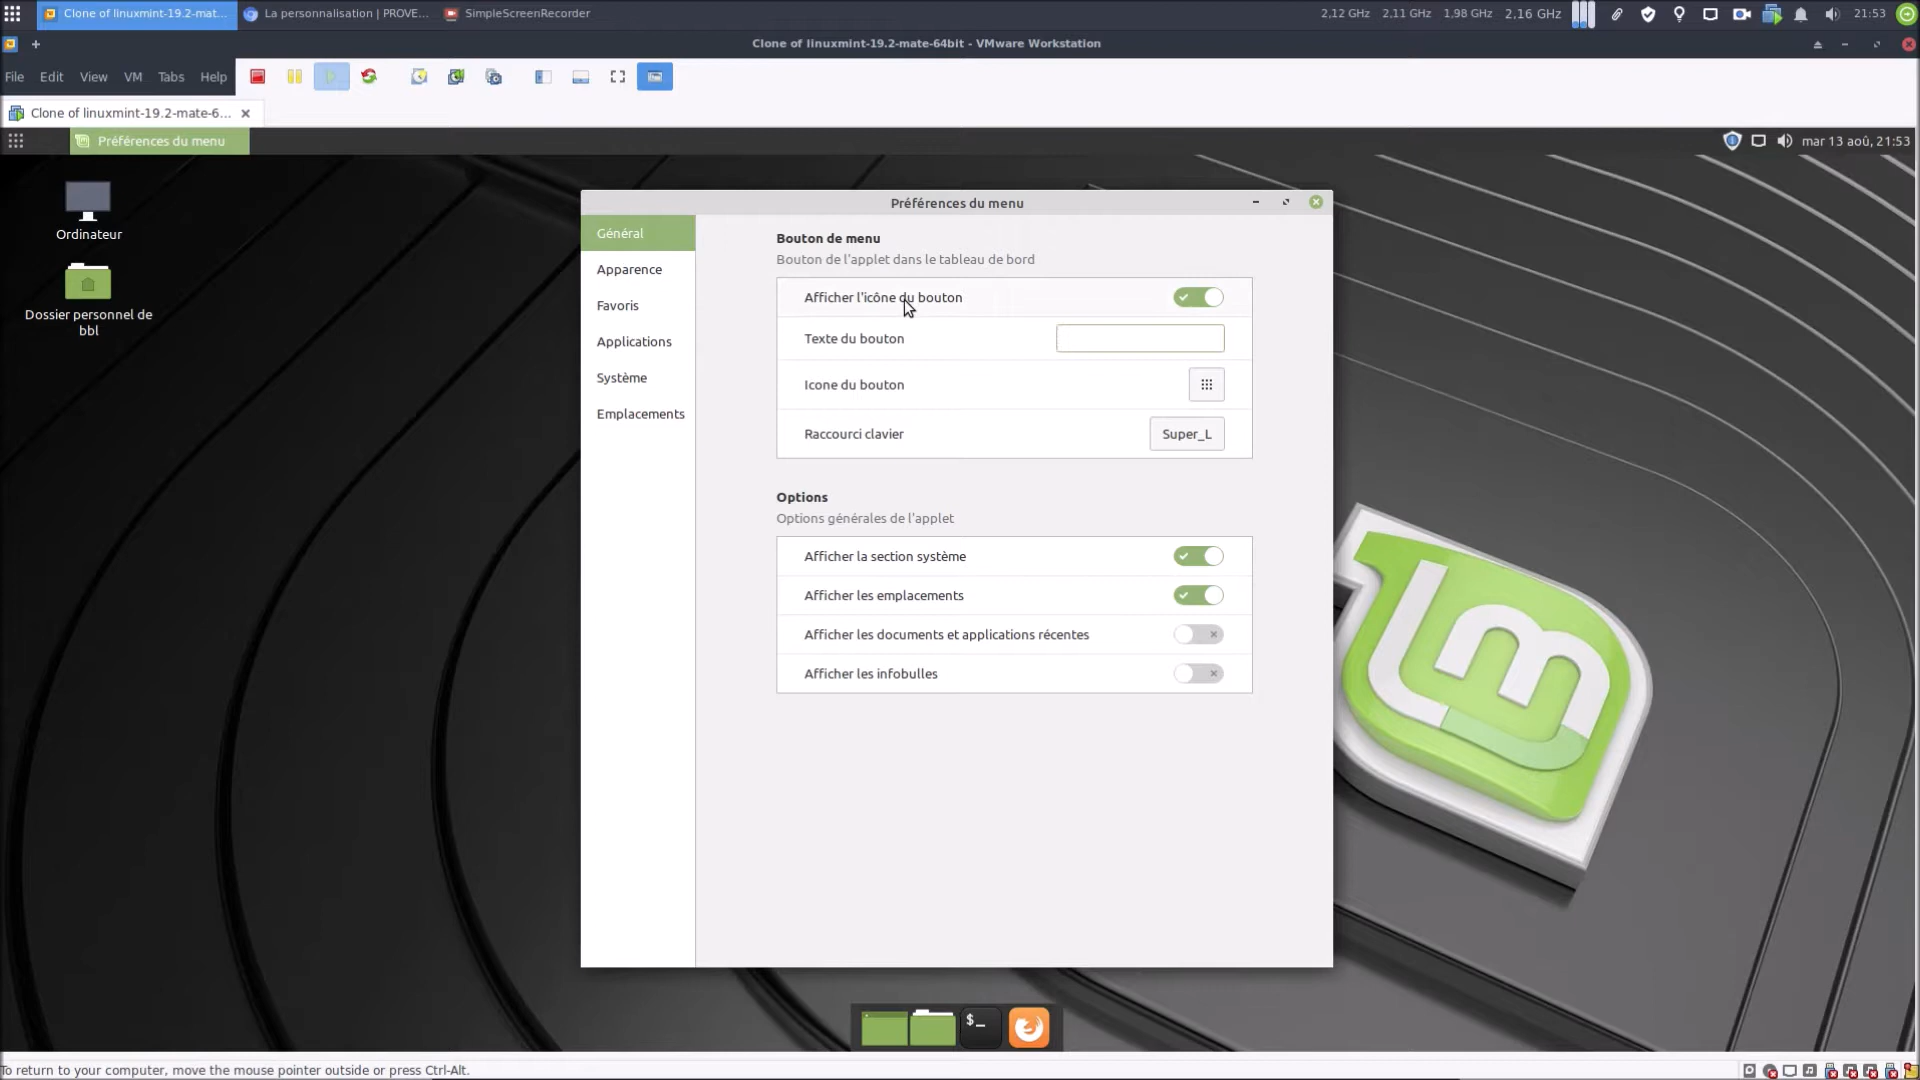 Clone of linuxmint-19.2-mat...
La personnalisation | PROVE...
SimpleScreenRecorder
2,12 GHz 2,11 GHz 1,98 GHz 2,16 GHz
21:53
Clone of linuxmint-19.2-mate-64bit - VMware Workstation
File Edit View VM Tabs Help
Clone of linuxmint-19.2-mate-6...
Préférences du menu
mar 13 aoû, 21:53
Ordinateur
Dossier personnel de
bbl
Préférences du menu
Général
Apparence
Favoris
Applications
Système
Emplacements
Bouton de menu
Bouton de l'applet dans le tableau de bord
Afficher l'icône du bouton
Texte du bouton
Icone du bouton
Raccourci clavier
Super_L
Options
Options générales de l'applet
Afficher la section système
Afficher les emplacements
Afficher les documents et applications récentes
Afficher les infobulles
$_
To return to your computer, move the mouse pointer outside or press Ctrl-Alt.